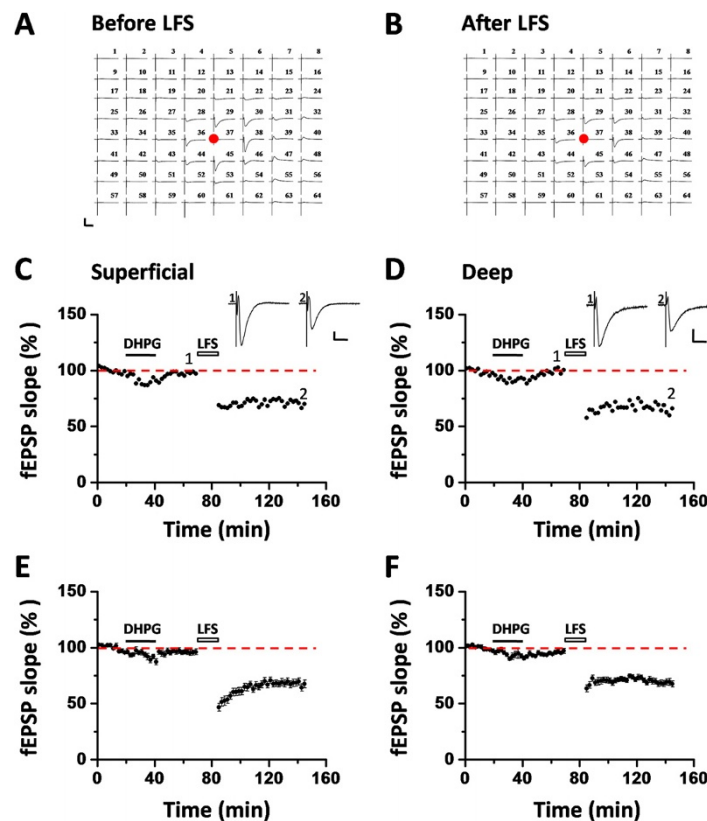 A Before LFS
B After LFS
1 2 3 4 5 6 7 8
9 10 11 12 13 14 15 16
17 18 19 20 21 22 23 24
25 26 27 28 29 30 31 32
33 34 35 36 37 38 39 40
41 42 43 44 45 46 47 48
49 50 51 52 53 54 55 56
57 58 59 60 61 62 63 64
1 2 3 4 5 6 7 8
9 10 11 12 13 14 15 16
17 18 19 20 21 22 23 24
25 26 27 28 29 30 31 32
33 34 35 36 37 38 39 40
41 42 43 44 45 46 47 48
49 50 51 52 53 54 55 56
57 58 59 60 61 62 63 64
C Superficial
1 2
fEPSP slope (%)
150
100
50
0
DHPG
1
LFS
2
0 40 80 120 160
Time (min)
D Deep
1 2
fEPSP slope (%)
150
100
50
0
DHPG
1
LFS
2
0 40 80 120 160
Time (min)
E
fEPSP slope (%)
150
100
50
0
DHPG
LFS
0 40 80 120 160
Time (min)
F
fEPSP slope (%)
150
100
50
0
DHPG
LFS
0 40 80 120 160
Time (min)